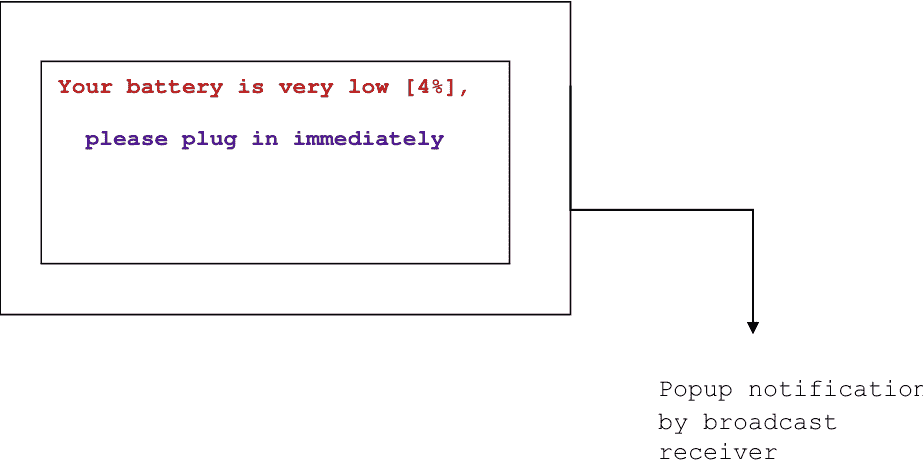 Your battery is very low [4%],
please plug in immediately
Popup notification
by broadcast
receiver